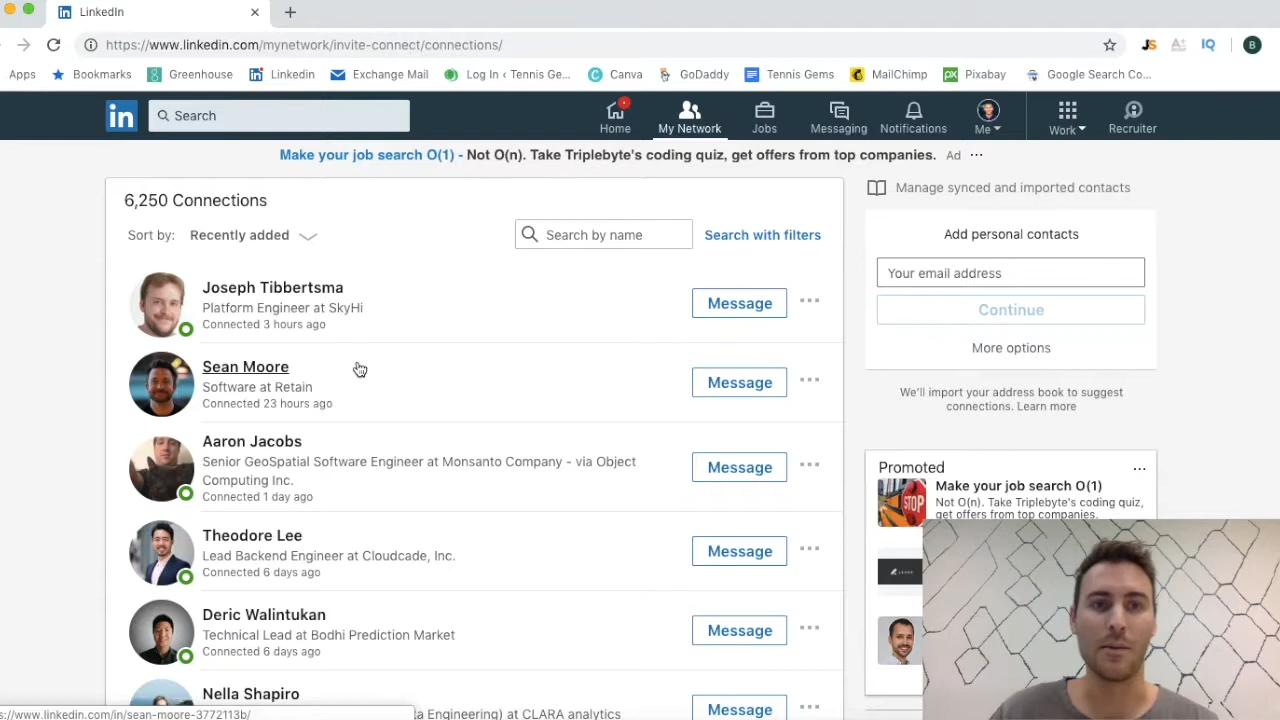 LinkedIn
https://www.linkedin.com/mynetwork/invite-connect/connections/
JS A+ IQ B
Apps Bookmarks Greenhouse Linkedin Exchange Mail Log In ‹ Tennis Ge... Canva GoDaddy Tennis Gems MailChimp Pixabay Google Search Co...
in Search Home My Network Jobs Messaging Notifications Me Work Recruiter
Make your job search O(1) - Not O(n). Take Triplebyte's coding quiz, get offers from top companies. Ad ...
6,250 Connections
Sort by: Recently added
Search by name
Search with filters
Joseph Tibbertsma
Platform Engineer at SkyHi
Connected 3 hours ago
Message
Sean Moore
Software at Retain
Connected 23 hours ago
Message
Aaron Jacobs
Senior GeoSpatial Software Engineer at Monsanto Company - via Object
Computing Inc.
Connected 1 day ago
Message
Theodore Lee
Lead Backend Engineer at Cloudcade, Inc.
Connected 6 days ago
Message
Deric Walintukan
Technical Lead at Bodhi Prediction Market
Connected 6 days ago
Message
Nella Shapiro
ta Engineering) at CLARA analytics
Message
s://www.linkedin.com/in/sean-moore-3772113b/
Manage synced and imported contacts
Add personal contacts
Your email address
Continue
More options
We'll import your address book to suggest
connections. Learn more
Promoted
STOP
Make your job search O(1)
Not O(n). Take Triplebyte's coding quiz,
get offers from top companies.